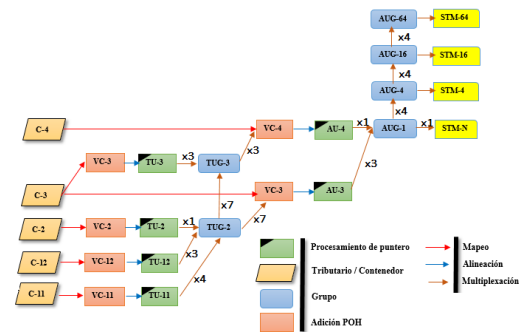 AUG-64
STM-64
x4
AUG-16
STM-16
x4
AUG-4
STM-4
x4
C-4
VC-4
AU-4
x1
AUG-1
x1
STM-N
x3
VC-3
TU-3
x3
TUG-3
x3
C-3
VC-3
AU-3
x7
C-2
VC-2
TU-2
x1
TUG-2
x7
x3
C-12
VC-12
TU-12
x4
C-11
VC-11
TU-11
Procesamiento de puntero
Tributario / Contenedor
Grupo
Adición POH
Mapeo
Alineación
Multiplexación